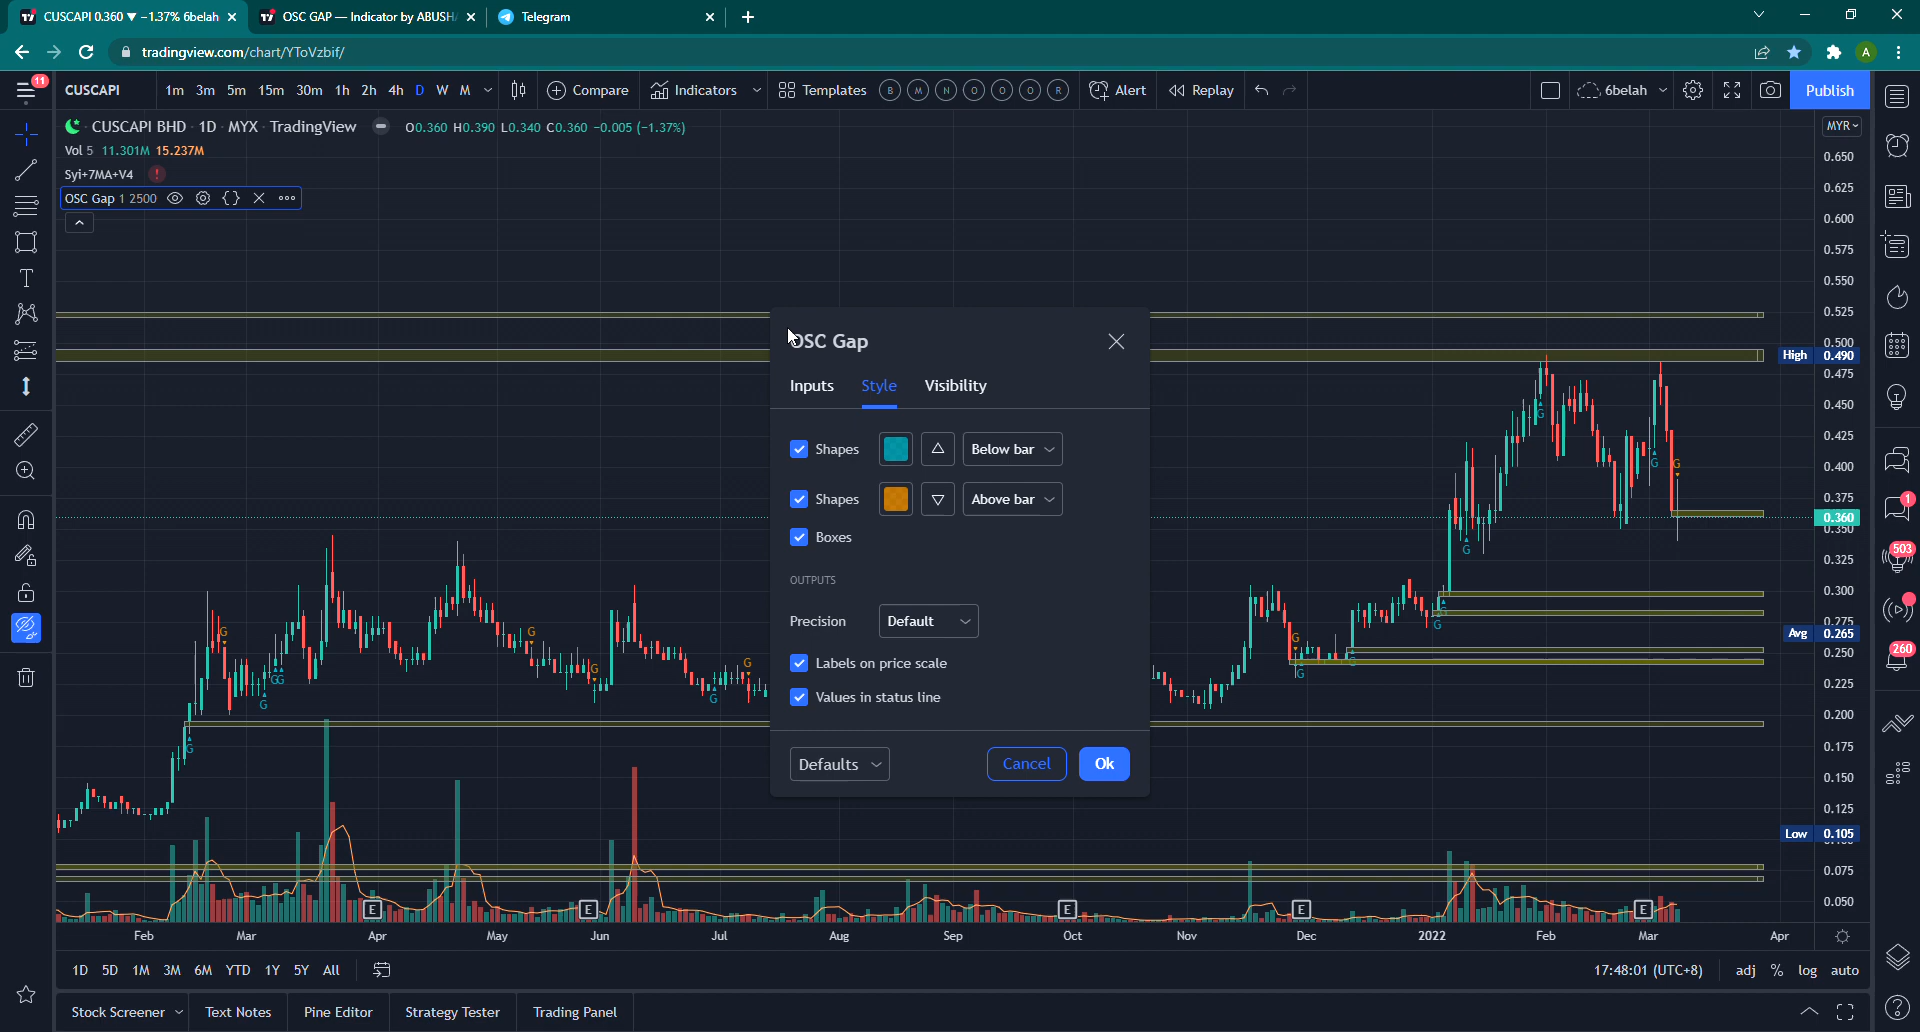 CUSCAPI 0.360 ▼ −1.37% 6belah
OSC GAP — Indicator by ABUSH
Telegram
tradingview.com/chart/YToVzbif/
A
11
CUSCAPI
1m 3m 5m 15m 30m 1h 2h 4h D W M
Compare
Indicators
Templates
B M N O O O R
Alert
Replay
6belah
Publish
CUSCAPI BHD · 1D · MYX · TradingView
O0.360 H0.390 L0.340 C0.360 −0.005 (−1.37%)
MYR
Vol 5 11.301M 15.237M
Syi+7MA+V4
OSC Gap 1 2500
0.650
0.625
0.600
0.575
0.550
0.525
0.500
High 0.490
0.475
0.450
0.425
0.400
0.375
0.360
0.350
0.325
0.300
0.275
Avg 0.265
0.250
0.225
0.200
0.175
0.150
0.125
Low 0.105
0.075
0.050
OSC Gap
Inputs Style Visibility
Shapes Below bar
Shapes Above bar
Boxes
OUTPUTS
Precision Default
Labels on price scale
Values in status line
Defaults Cancel Ok
G G GG G G G G G G G G G G G G G G
E E E E E
Feb Mar Apr May Jun Jul Aug Sep Oct Nov Dec 2022 Feb Mar Apr
1D 5D 1M 3M 6M YTD 1Y 5Y All
17:48:01 (UTC+8) adj % log auto
Stock Screener Text Notes Pine Editor Strategy Tester Trading Panel
1
503
260